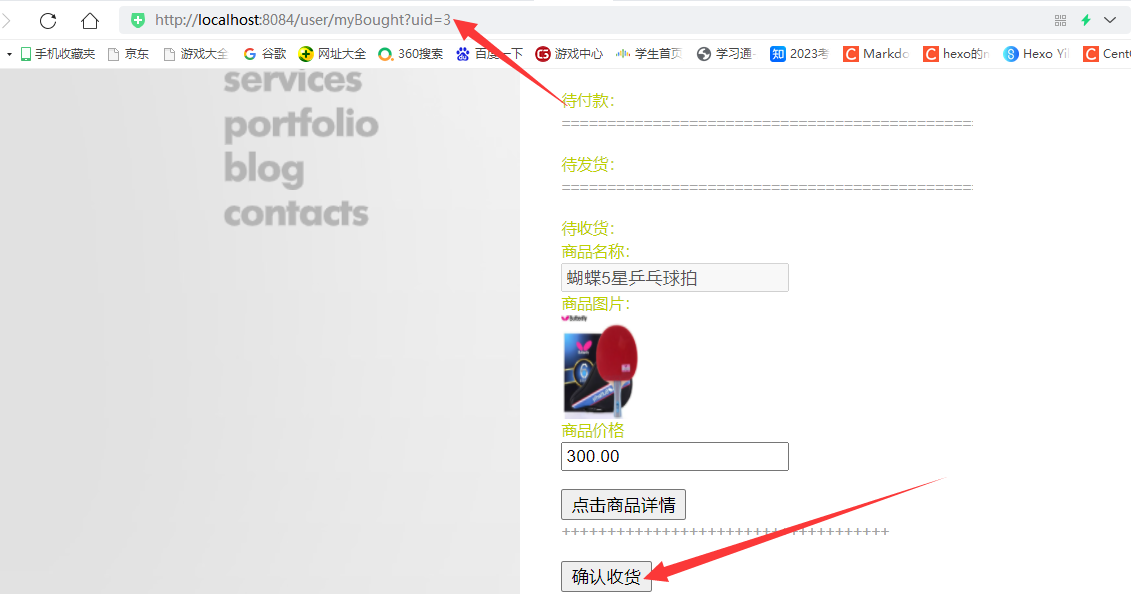 http://localhost:8084/user/myBought?uid=3
手机收藏夹 京东 游戏大全 谷歌 网址大全 360搜索 百度一下 游戏中心 学生首页 学习通 2023考 Markdo hexo的n Hexo Yi CentO
services
portfolio
blog
contacts
待付款:
=============================================
待发货:
=============================================
待收货:
商品名称:
蝴蝶5星乒乓球拍
商品图片:
Butterfly
商品价格
300.00
点击商品详情
++++++++++++++++++++++++++++++++++++
确认收货